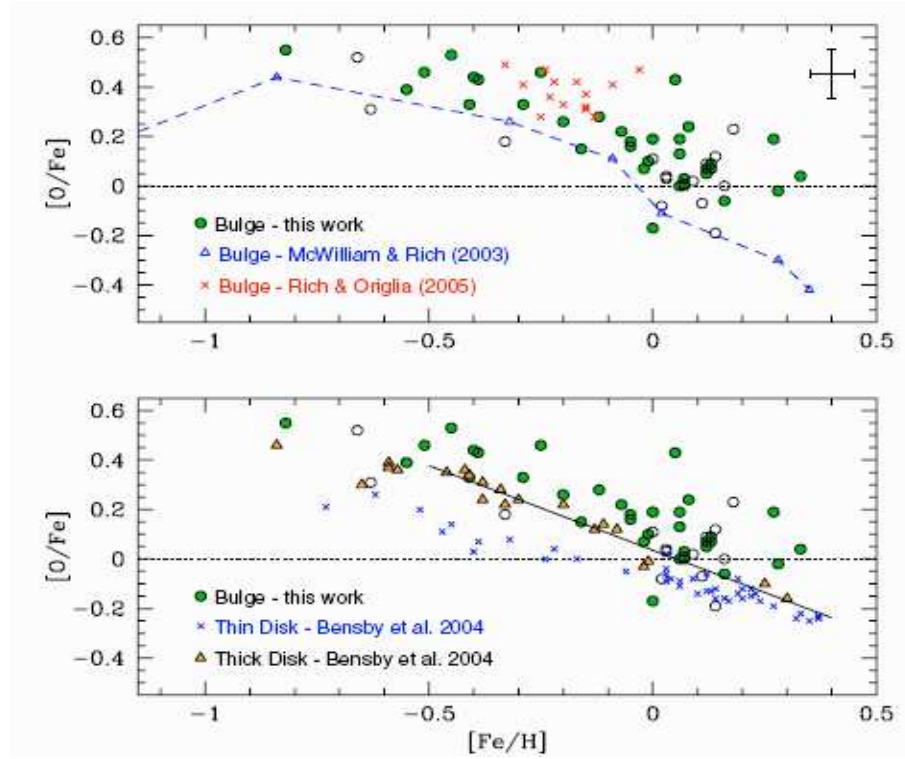 0.6
0.4
0.2
0
−0.2
−0.4
[O/Fe]
Bulge - this work
Bulge - McWilliam & Rich (2003)
Bulge - Rich & Origlia (2005)
−1
−0.5
0
0.5
0.6
0.4
0.2
0
−0.2
−0.4
[O/Fe]
Bulge - this work
Thin Disk - Bensby et al. 2004
Thick Disk - Bensby et al. 2004
−1
−0.5
0
0.5
[Fe/H]